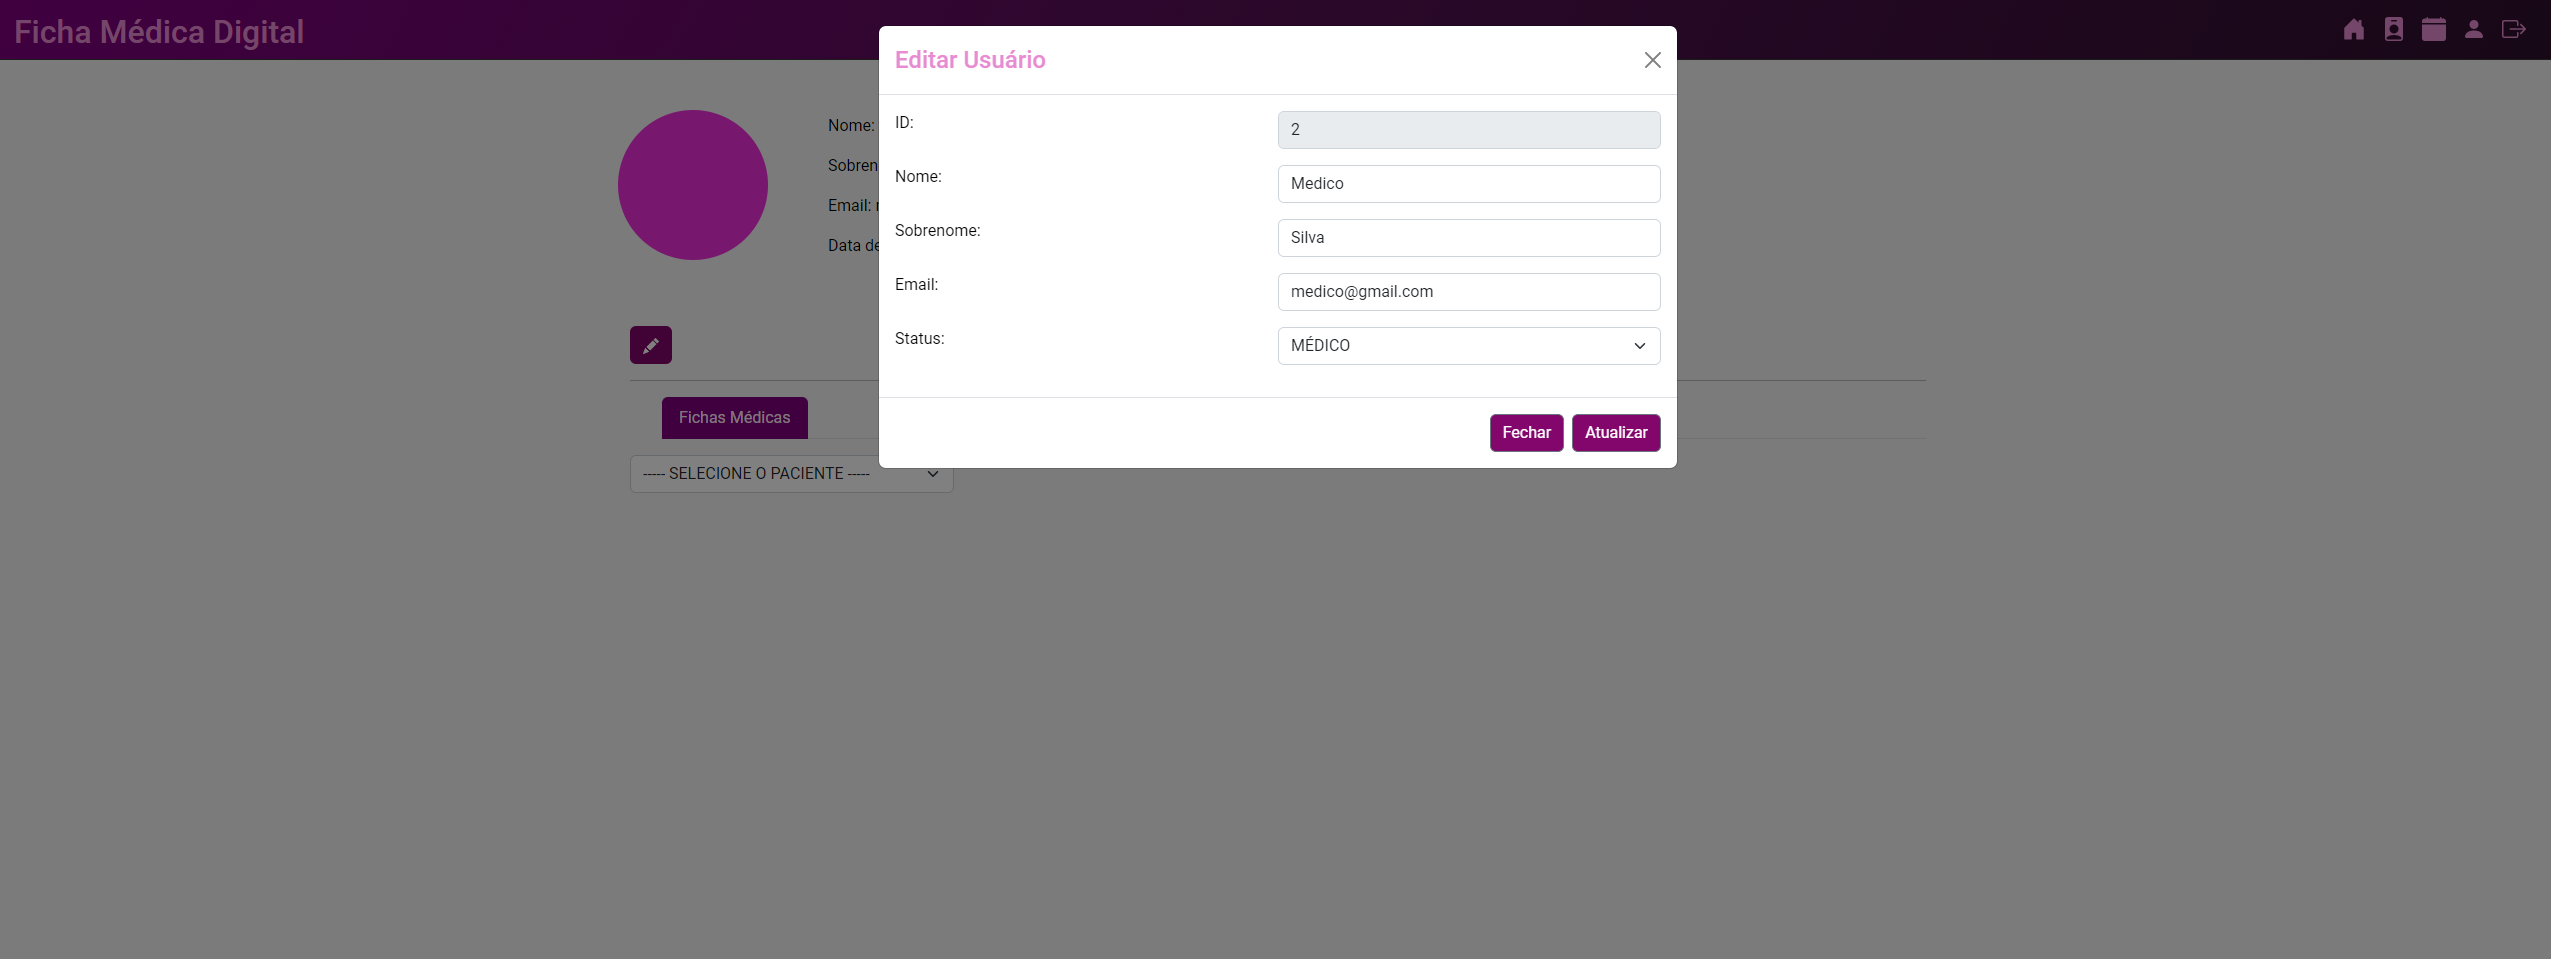 Ficha Médica Digital
Editar Usuário
ID:
2
Nome:
Medico
Sobrenome:
Silva
Email:
medico@gmail.com
Status:
MÉDICO
Fechar
Atualizar
Nome:
Sobren
Email:
Data de
Fichas Médicas
----- SELECIONE O PACIENTE -----